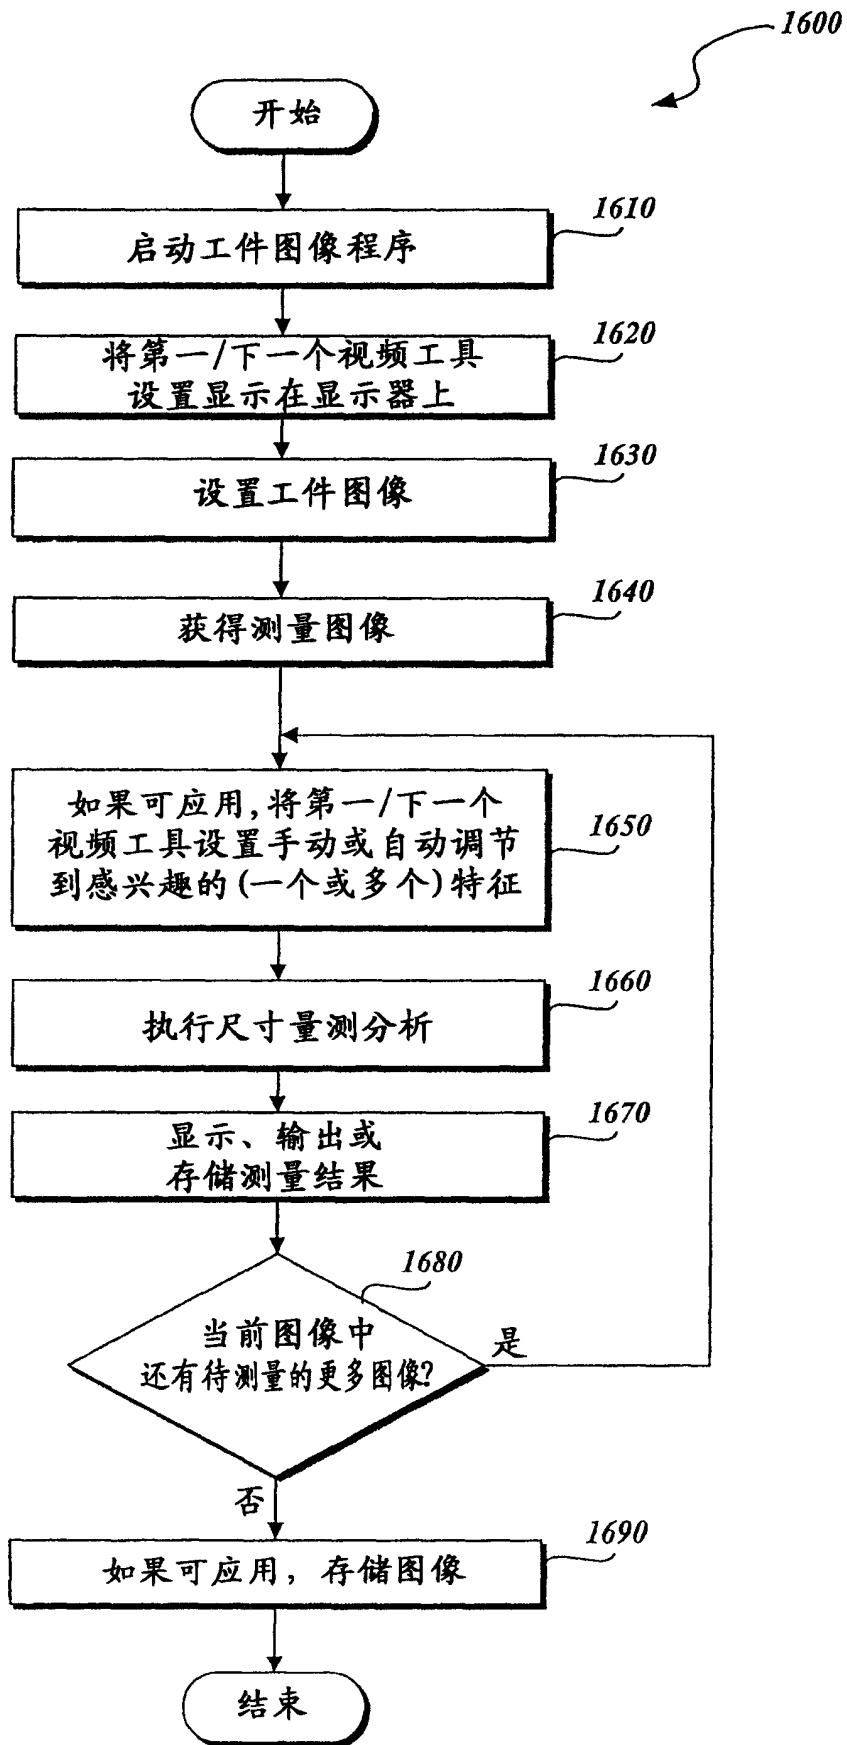 1600
开始
1610
启动工件图像程序
1620
将第一/下一个视频工具
设置显示在显示器上
1630
设置工件图像
1640
获得测量图像
如果可应用,将第一/下一个
视频工具设置手动或自动调节
到感兴趣的(一个或多个)特征
1650
1660
执行尺寸量测分析
1670
显示、输出或
存储测量结果
1680
当前图像中
还有待测量的更多图像?
是
否
1690
如果可应用，存储图像
结束